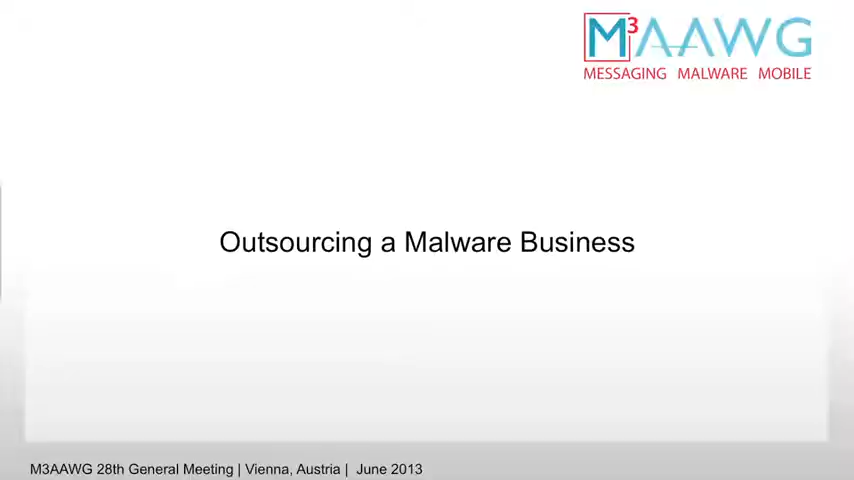 M3AAWG
MESSAGING MALWARE MOBILE
Outsourcing a Malware Business
M3AAWG 28th General Meeting | Vienna, Austria | June 2013